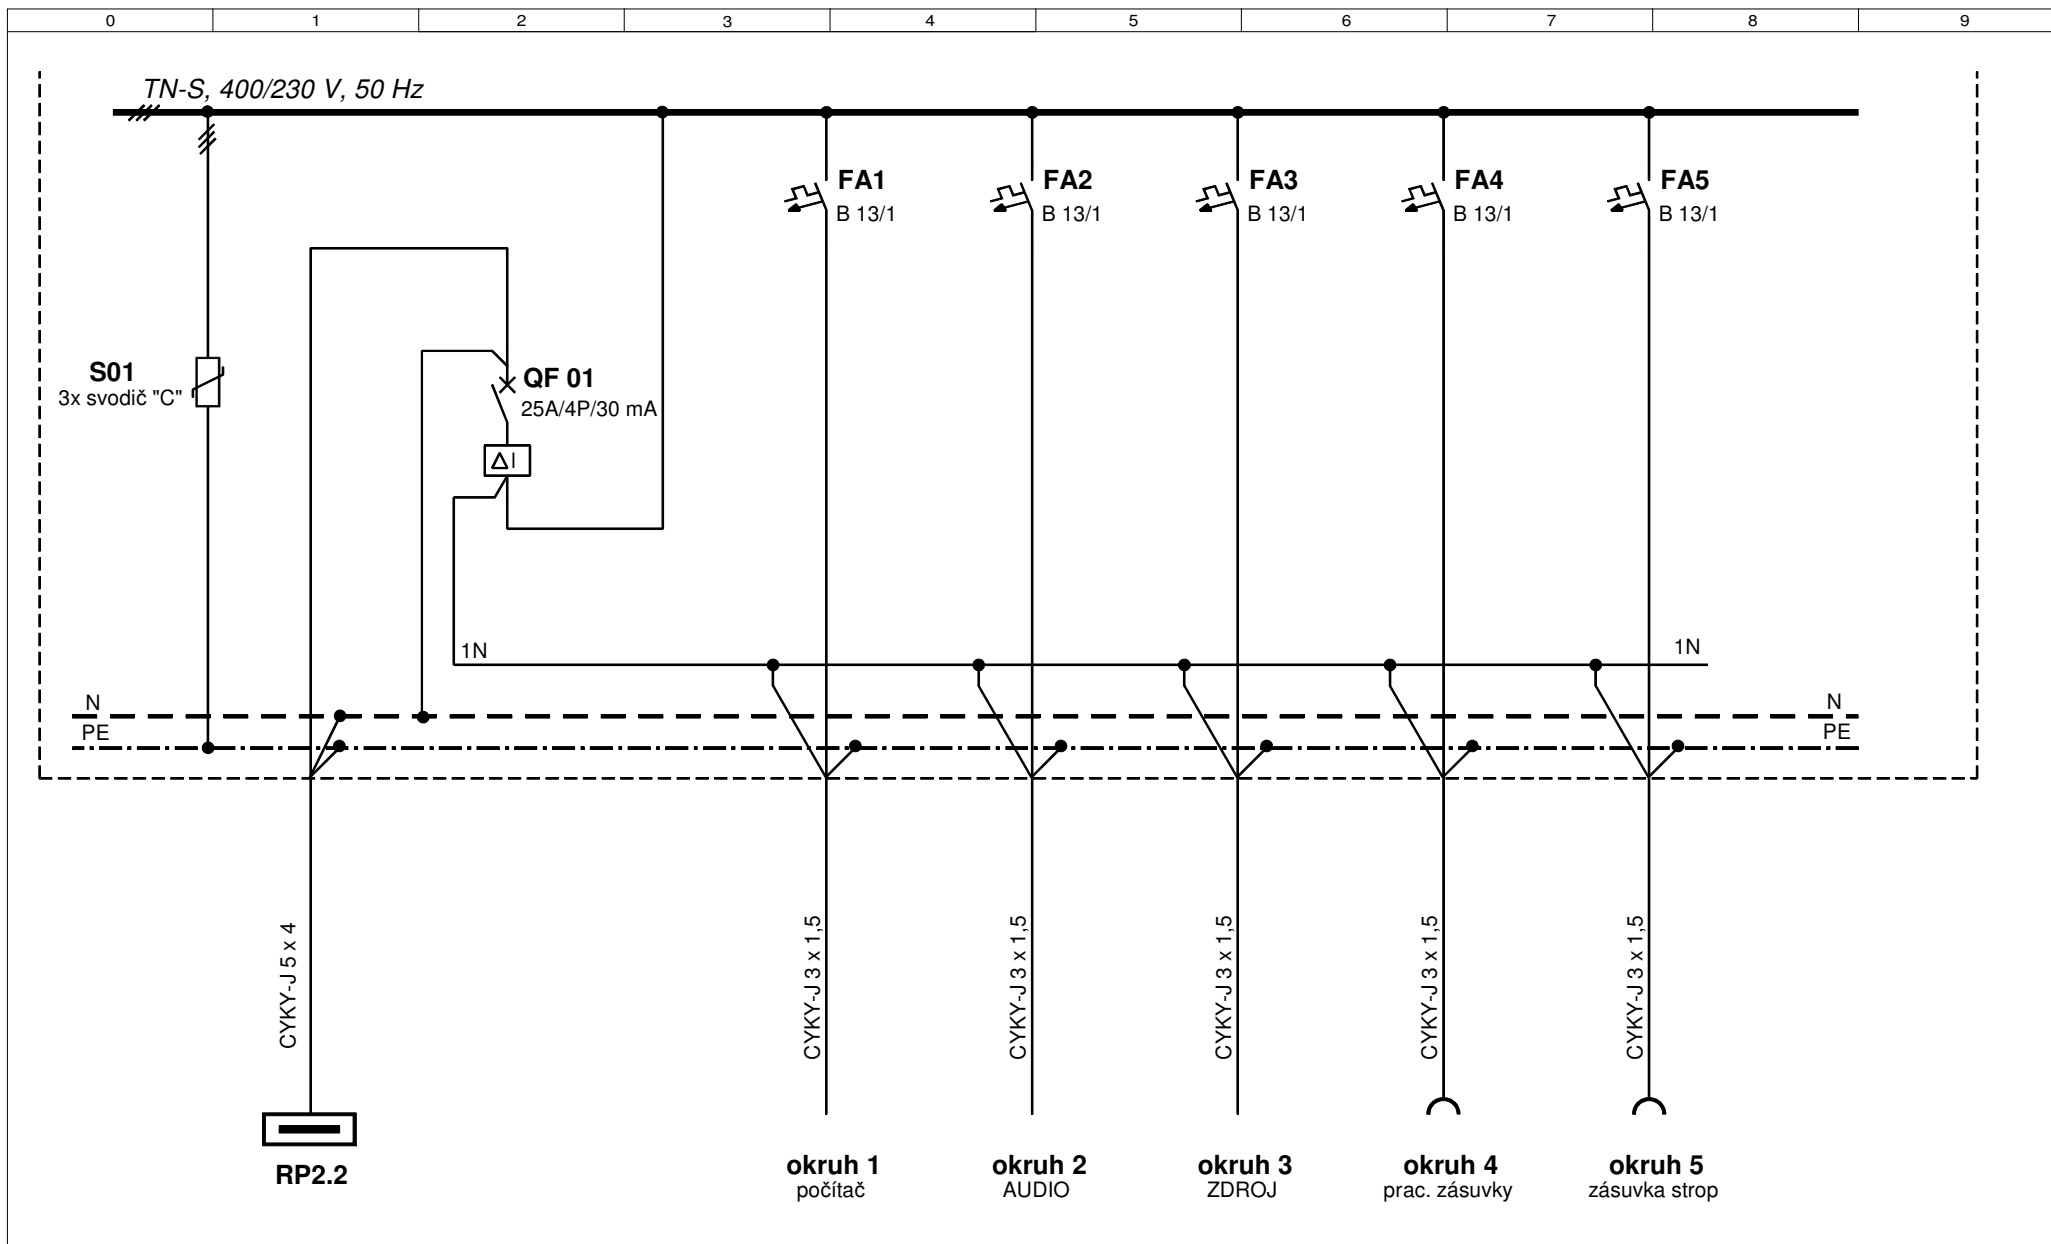 0 1 2 3 4 5 6 7 8 9
TN-S, 400/230 V, 50 Hz
FA1 FA2 FA3 FA4 FA5
B 13/1 B 13/1 B 13/1 B 13/1 B 13/1
S01
3x svodič "C"
QF 01
25A/4P/30 mA
ΔI
1N 1N
N N
PE PE
CYKY-J 5 x 4
CYKY-J 3 x 1,5
CYKY-J 3 x 1,5
CYKY-J 3 x 1,5
CYKY-J 3 x 1,5
CYKY-J 3 x 1,5
RP2.2
okruh 1 okruh 2 okruh 3 okruh 4 okruh 5
počítač AUDIO ZDROJ prac. zásuvky zásuvka strop